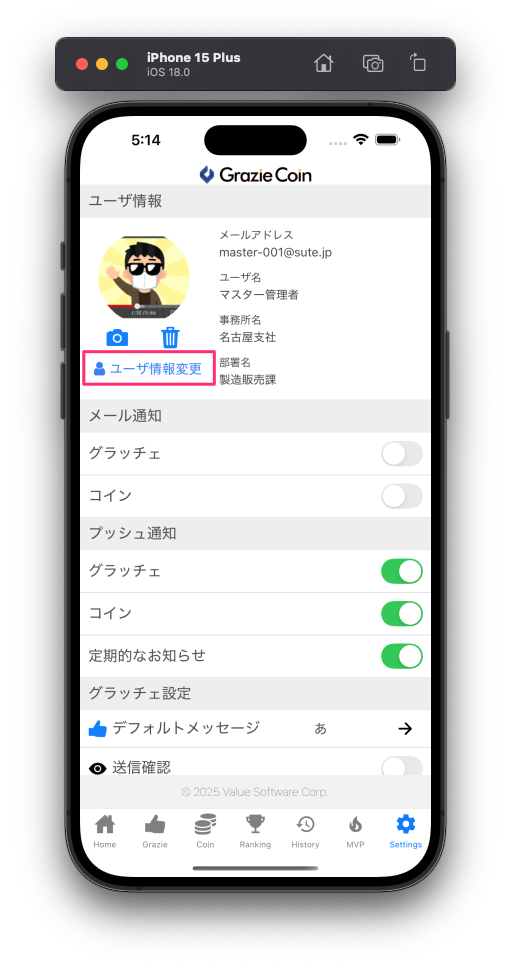 iPhone 15 Plus
iOS 18.0
5:14
Grazie Coin
ユーザ情報
メールアドレス
master-001@sute.jp
ユーザ名
マスター管理者
事務所名
名古屋支社
部署名
製造販売課
ユーザ情報変更
メール通知
グラッチェ
コイン
プッシュ通知
グラッチェ
コイン
定期的なお知らせ
グラッチェ設定
デフォルトメッセージ あ
送信確認
© 2025 Value Software Corp.
Home Grazie Coin Ranking History MVP Settings